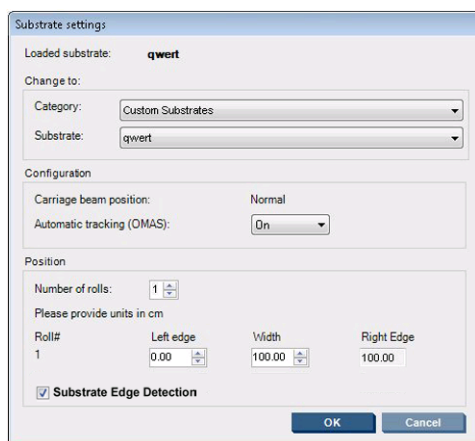 Substrate settings
Loaded substrate: qwert
Change to:
Category: Custom Substrates
Substrate: qwert
Configuration
Carriage beam position: Normal
Automatic tracking (OMAS): On
Position
Number of rolls: 1
Please provide units in cm
Roll# Left edge Width Right Edge
1 0.00 100.00 100.00
Substrate Edge Detection
OK Cancel